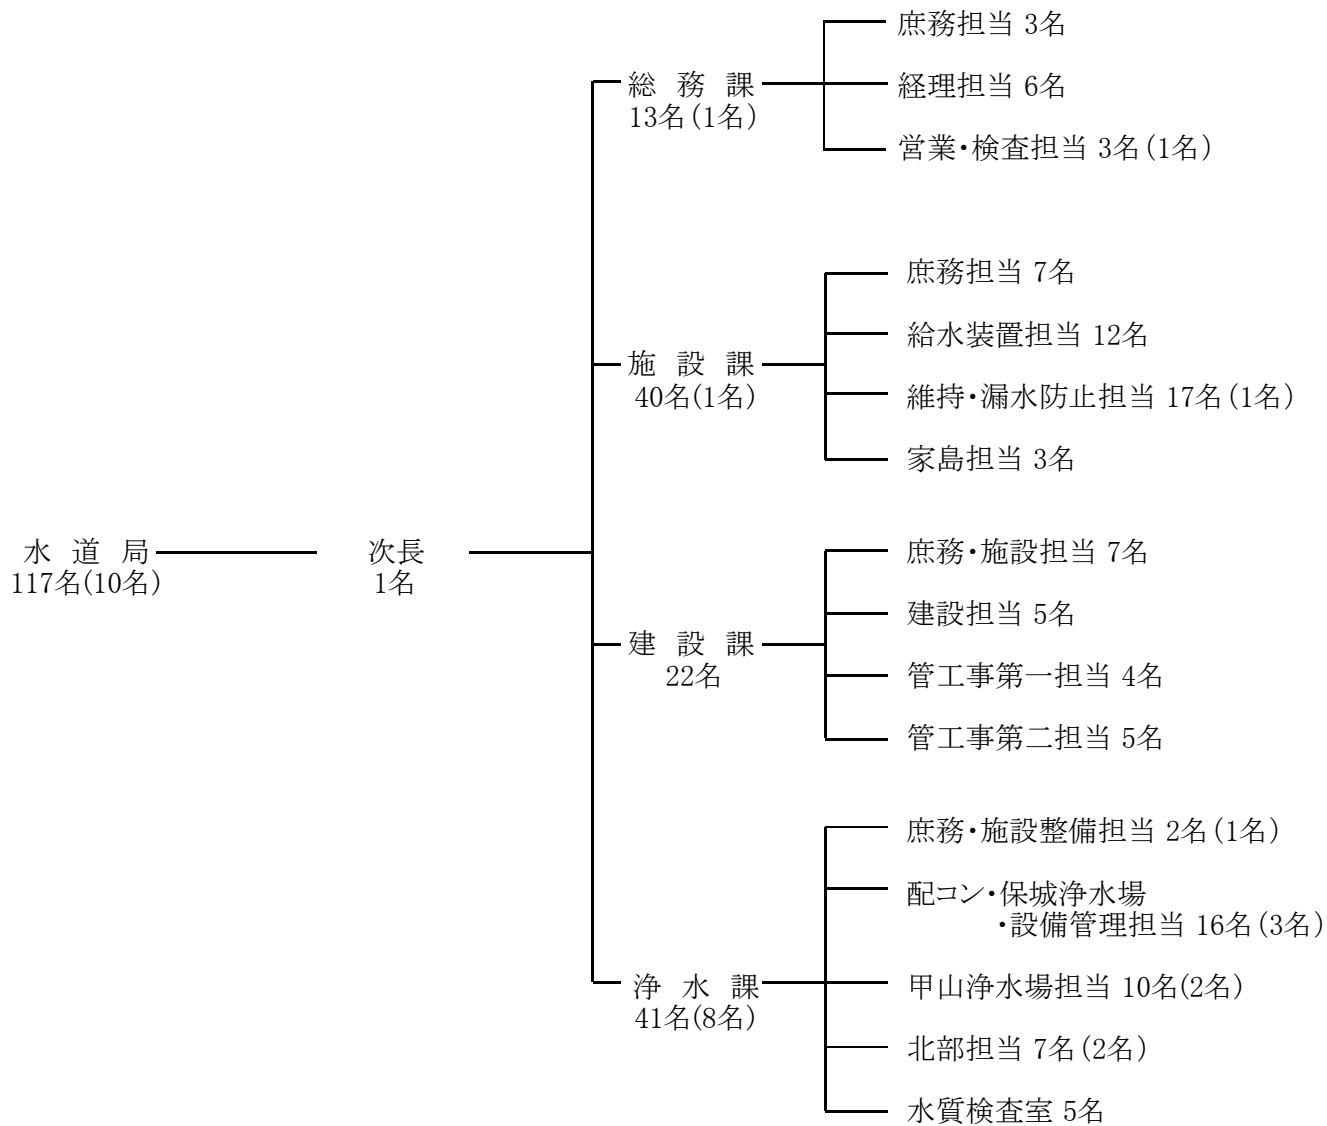 水道局
117名(10名)
次長
1名
総務課
13名(1名)
庶務担当 3名
経理担当 6名
営業・検査担当 3名(1名)
施設課
40名(1名)
庶務担当 7名
給水装置担当 12名
維持・漏水防止担当 17名(1名)
家島担当 3名
建設課
22名
庶務・施設担当 7名
建設担当 5名
管工事第一担当 4名
管工事第二担当 5名
浄水課
41名(8名)
庶務・施設整備担当 2名(1名)
配コン・保城浄水場
・設備管理担当 16名(3名)
甲山浄水場担当 10名(2名)
北部担当 7名(2名)
水質検査室 5名